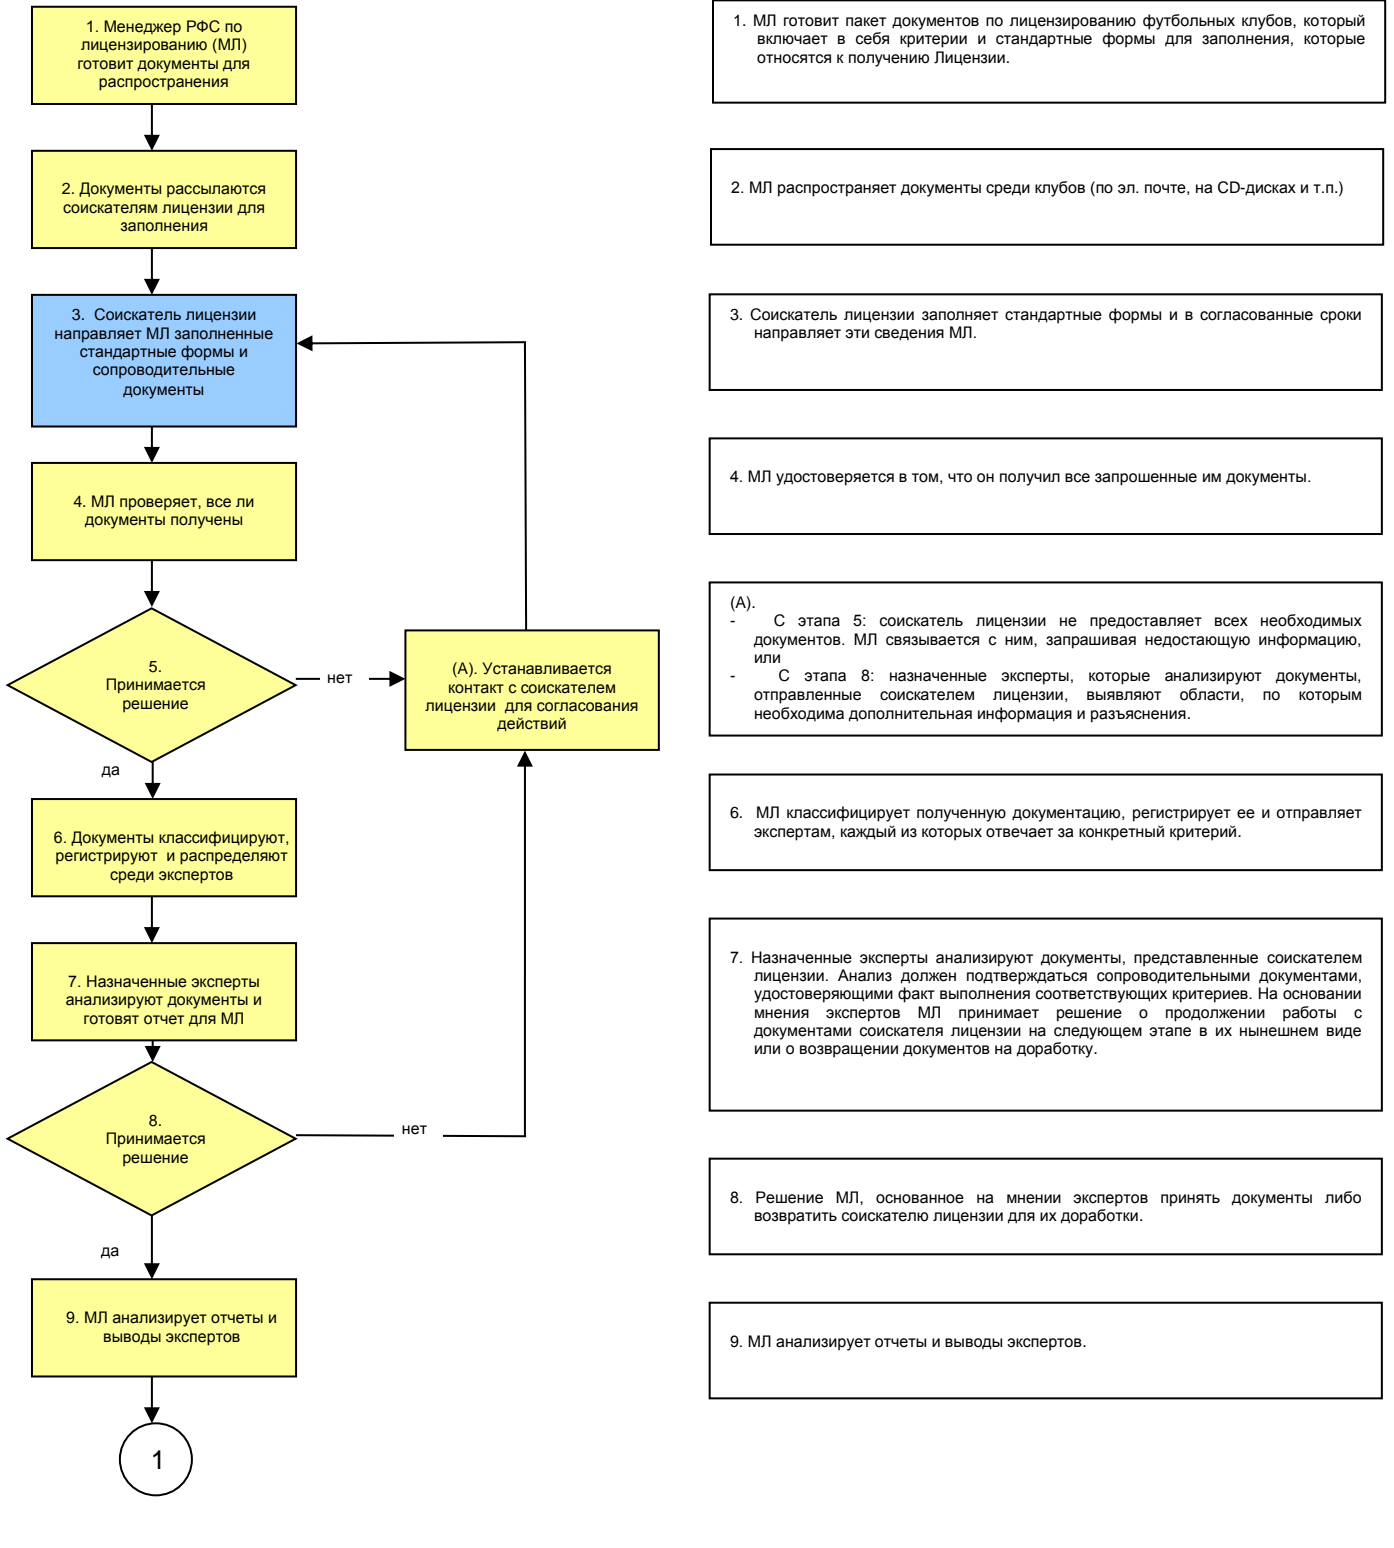 1. Менеджер РФС по
лицензированию (МЛ)
готовит документы для
распространения
1. МЛ готовит пакет документов по лицензированию футбольных клубов, который
включает в себя критерии и стандартные формы для заполнения, которые
относятся к получению Лицензии.
2. Документы рассылаются
соискателям лицензии для
заполнения
2. МЛ распространяет документы среди клубов (по эл. почте, на CD-дисках и т.п.)
3. Соискатель лицензии
направляет МЛ заполненные
стандартные формы и
сопроводительные
документы
3. Соискатель лицензии заполняет стандартные формы и в согласованные сроки
направляет эти сведения МЛ.
4. МЛ проверяет, все ли
документы получены
4. МЛ удостоверяется в том, что он получил все запрошенные им документы.
5.
Принимается
решение
нет
(А). Устанавливается
контакт с соискателем
лицензии для согласования
действий
(А).
- С этапа 5: соискатель лицензии не предоставляет всех необходимых
документов. МЛ связывается с ним, запрашивая недостающую информацию,
или
- С этапа 8: назначенные эксперты, которые анализируют документы,
отправленные соискателем лицензии, выявляют области, по которым
необходима дополнительная информация и разъяснения.
да
6. Документы классифицируют,
регистрируют и распределяют
среди экспертов
6. МЛ классифицирует полученную документацию, регистрирует ее и отправляет
экспертам, каждый из которых отвечает за конкретный критерий.
7. Назначенные эксперты
анализируют документы и
готовят отчет для МЛ
7. Назначенные эксперты анализируют документы, представленные соискателем
лицензии. Анализ должен подтверждаться сопроводительными документами,
удостоверяющими факт выполнения соответствующих критериев. На основании
мнения экспертов МЛ принимает решение о продолжении работы с
документами соискателя лицензии на следующем этапе в их нынешнем виде
или о возвращении документов на доработку.
8.
Принимается
решение
нет
8. Решение МЛ, основанное на мнении экспертов принять документы либо
возвратить соискателю лицензии для их доработки.
да
9. МЛ анализирует отчеты и
выводы экспертов
9. МЛ анализирует отчеты и выводы экспертов.
1